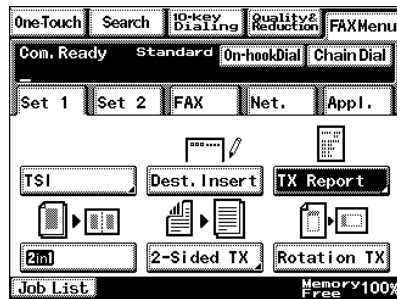 One-Touch Search 10-key Dialing Quality& Reduction FAXMenu
Com. Ready Standard On-hookDial Chain Dial
Set 1 Set 2 FAX Net. Appl.
TSI Dest. Insert TX Report
2in1 2-Sided TX Rotation TX
Job List Memory Free 100%